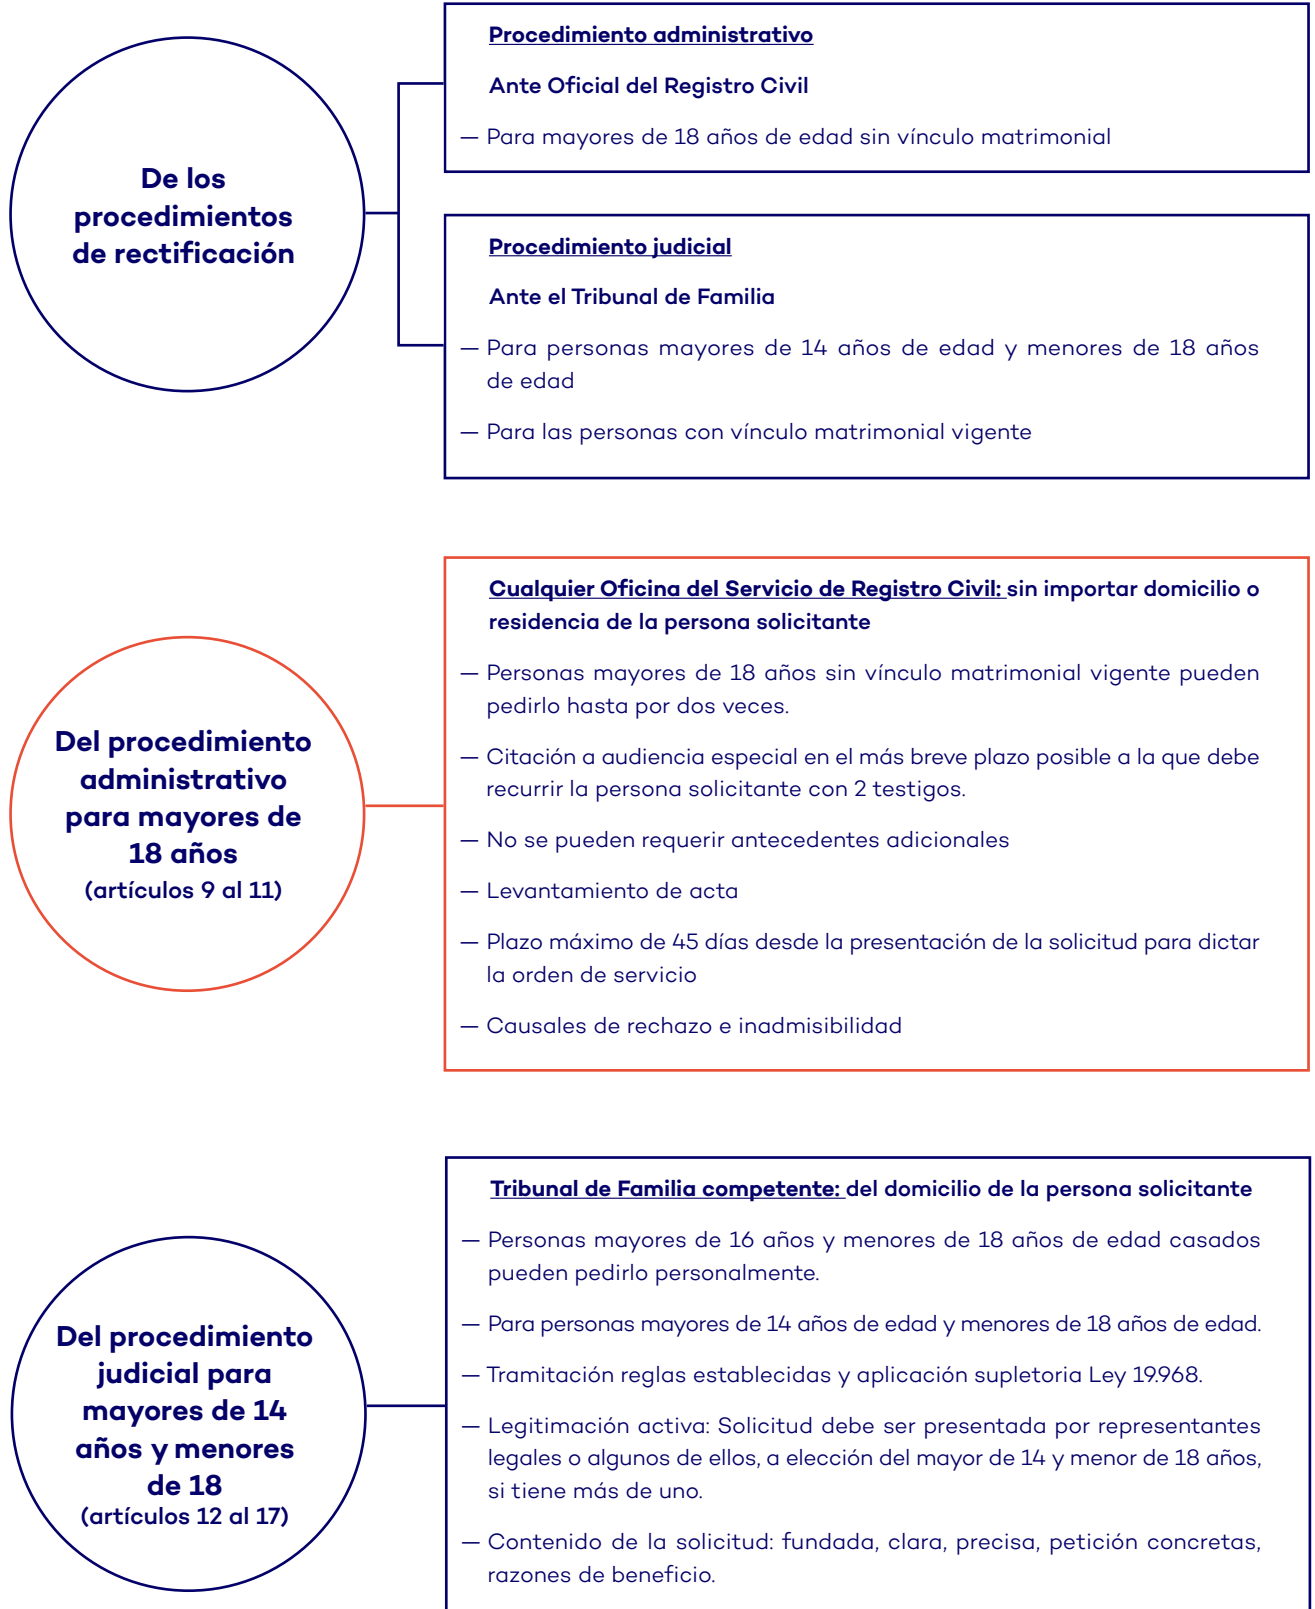 De los
procedimientos
de rectificación
Procedimiento administrativo
Ante Oficial del Registro Civil
— Para mayores de 18 años de edad sin vínculo matrimonial
Procedimiento judicial
Ante el Tribunal de Familia
— Para personas mayores de 14 años de edad y menores de 18 años
de edad
— Para las personas con vínculo matrimonial vigente
Del procedimiento
administrativo
para mayores de
18 años
(artículos 9 al 11)
Cualquier Oficina del Servicio de Registro Civil: sin importar domicilio o
residencia de la persona solicitante
— Personas mayores de 18 años sin vínculo matrimonial vigente pueden
pedirlo hasta por dos veces.
— Citación a audiencia especial en el más breve plazo posible a la que debe
recurrir la persona solicitante con 2 testigos.
— No se pueden requerir antecedentes adicionales
— Levantamiento de acta
— Plazo máximo de 45 días desde la presentación de la solicitud para dictar
la orden de servicio
— Causales de rechazo e inadmisibilidad
Del procedimiento
judicial para
mayores de 14
años y menores
de 18
(artículos 12 al 17)
Tribunal de Familia competente: del domicilio de la persona solicitante
— Personas mayores de 16 años y menores de 18 años de edad casados
pueden pedirlo personalmente.
— Para personas mayores de 14 años de edad y menores de 18 años de edad.
— Tramitación reglas establecidas y aplicación supletoria Ley 19.968.
— Legitimación activa: Solicitud debe ser presentada por representantes
legales o algunos de ellos, a elección del mayor de 14 y menor de 18 años,
si tiene más de uno.
— Contenido de la solicitud: fundada, clara, precisa, petición concretas,
razones de beneficio.